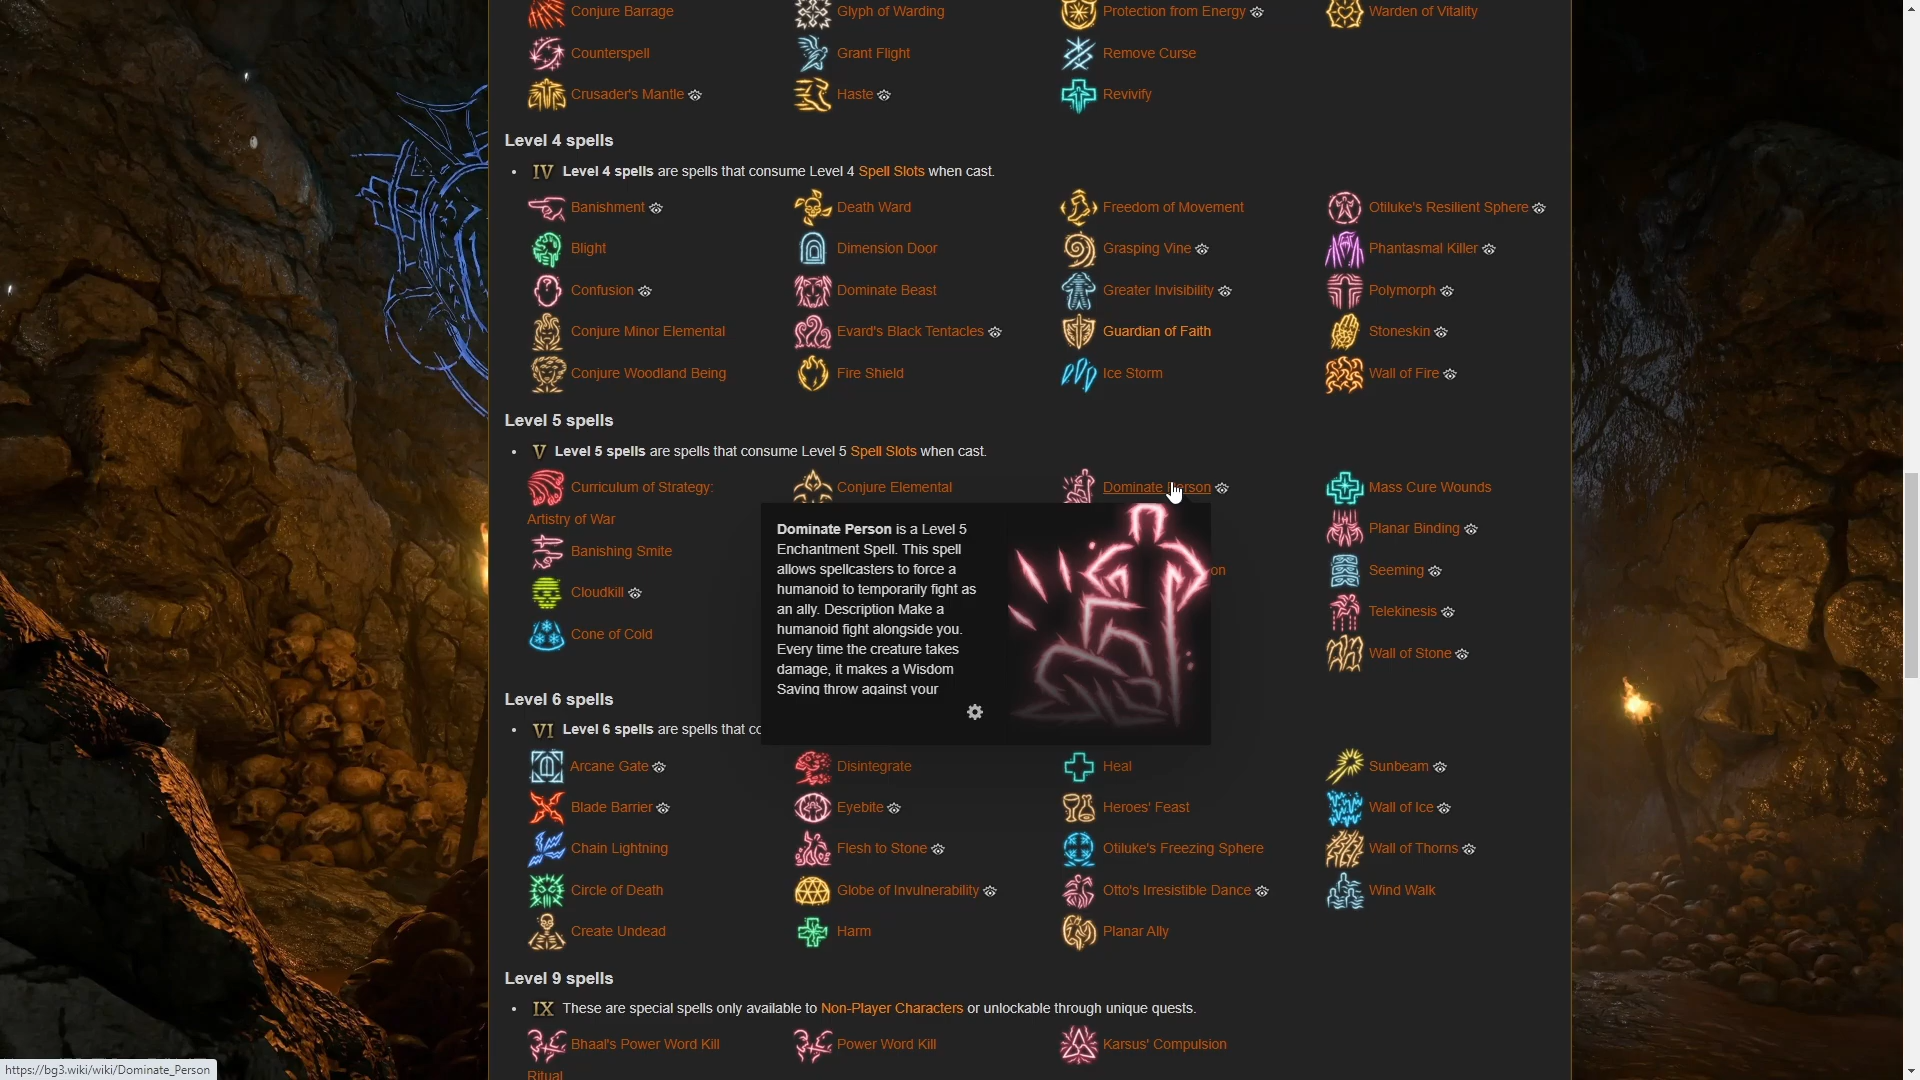 Conjure Barrage Glyph of Warding Protection from Energy Warden of Vitality
Counterspell Grant Flight Remove Curse
Crusader's Mantle Haste Revivify
Level 4 spells
• IV Level 4 spells are spells that consume Level 4 Spell Slots when cast.
Banishment Death Ward Freedom of Movement Otiluke's Resilient Sphere
Blight Dimension Door Grasping Vine Phantasmal Killer
Confusion Dominate Beast Greater Invisibility Polymorph
Conjure Minor Elemental Evard's Black Tentacles Guardian of Faith Stoneskin
Conjure Woodland Being Fire Shield Ice Storm Wall of Fire
Level 5 spells
• V Level 5 spells are spells that consume Level 5 Spell Slots when cast.
Curriculum of Strategy: Conjure Elemental Dominate Person Mass Cure Wounds
Artistry of War
Banishing Smite Planar Binding
Cloudkill Seeming
Cone of Cold Telekinesis
Wall of Stone
Dominate Person is a Level 5
Enchantment Spell. This spell
allows spellcasters to force a
humanoid to temporarily fight as
an ally. Description Make a
humanoid fight alongside you.
Every time the creature takes
damage, it makes a Wisdom
Saving throw against your
Level 6 spells
• VI Level 6 spells are spells that
Arcane Gate Disintegrate Heal Sunbeam
Blade Barrier Eyebite Heroes' Feast Wall of Ice
Chain Lightning Flesh to Stone Otiluke's Freezing Sphere Wall of Thorns
Circle of Death Globe of Invulnerability Otto's Irresistible Dance Wind Walk
Create Undead Harm Planar Ally
Level 9 spells
• IX These are special spells only available to Non-Player Characters or unlockable through unique quests.
Bhaal's Power Word Kill Power Word Kill Karsus' Compulsion
Ritual
https://bg3.wiki/wiki/Dominate_Person